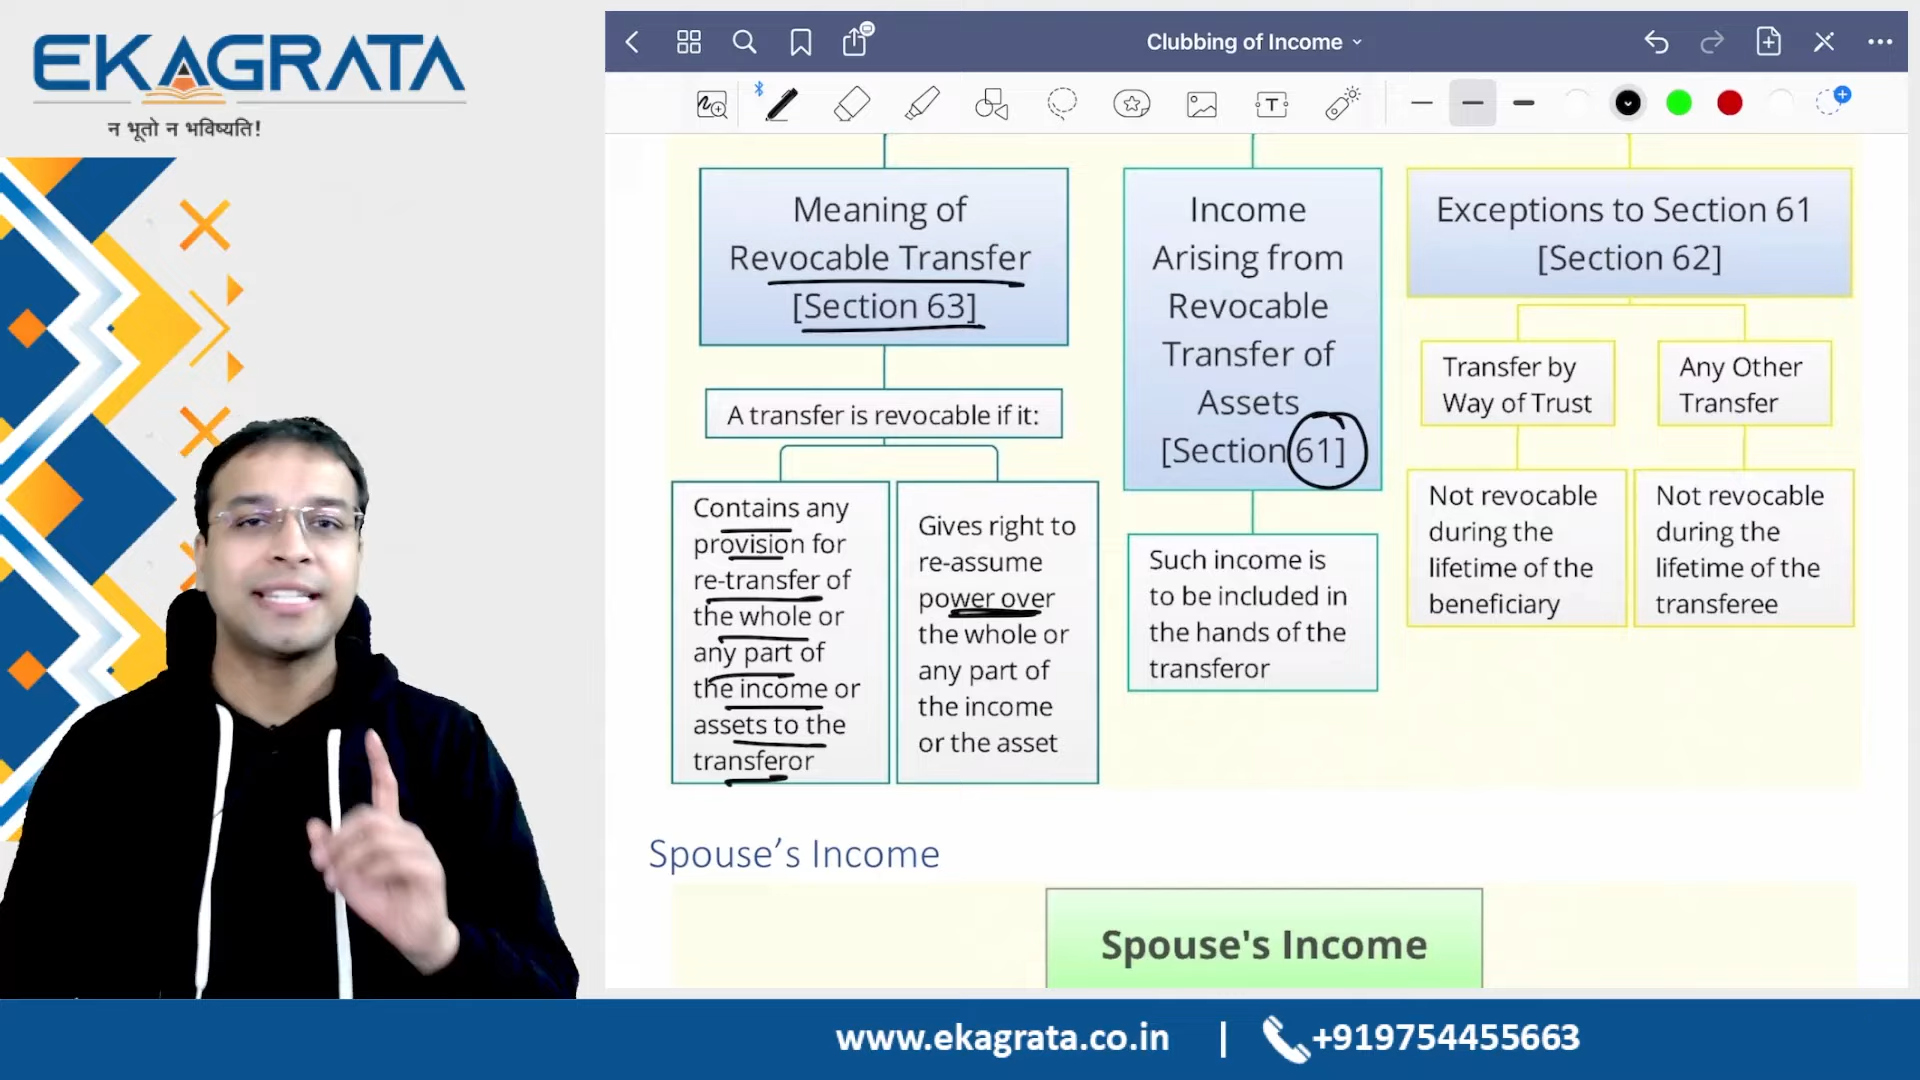 EKAGRATA
न भूतो न भविष्यति!
Clubbing of Income
T
Meaning of
Revocable Transfer
[Section 63]
A transfer is revocable if it:
Contains any
provision for
re-transfer of
the whole or
any part of
the income or
assets to the
transferor
Gives right to
re-assume
power over
the whole or
any part of
the income
or the asset
Income
Arising from
Revocable
Transfer of
Assets
[Section 61]
Such income is
to be included in
the hands of the
transferor
Exceptions to Section 61
[Section 62]
Transfer by
Way of Trust
Any Other
Transfer
Not revocable
during the
lifetime of the
beneficiary
Not revocable
during the
lifetime of the
transferee
Spouse's Income
Spouse's Income
www.ekagrata.co.in | +919754455663